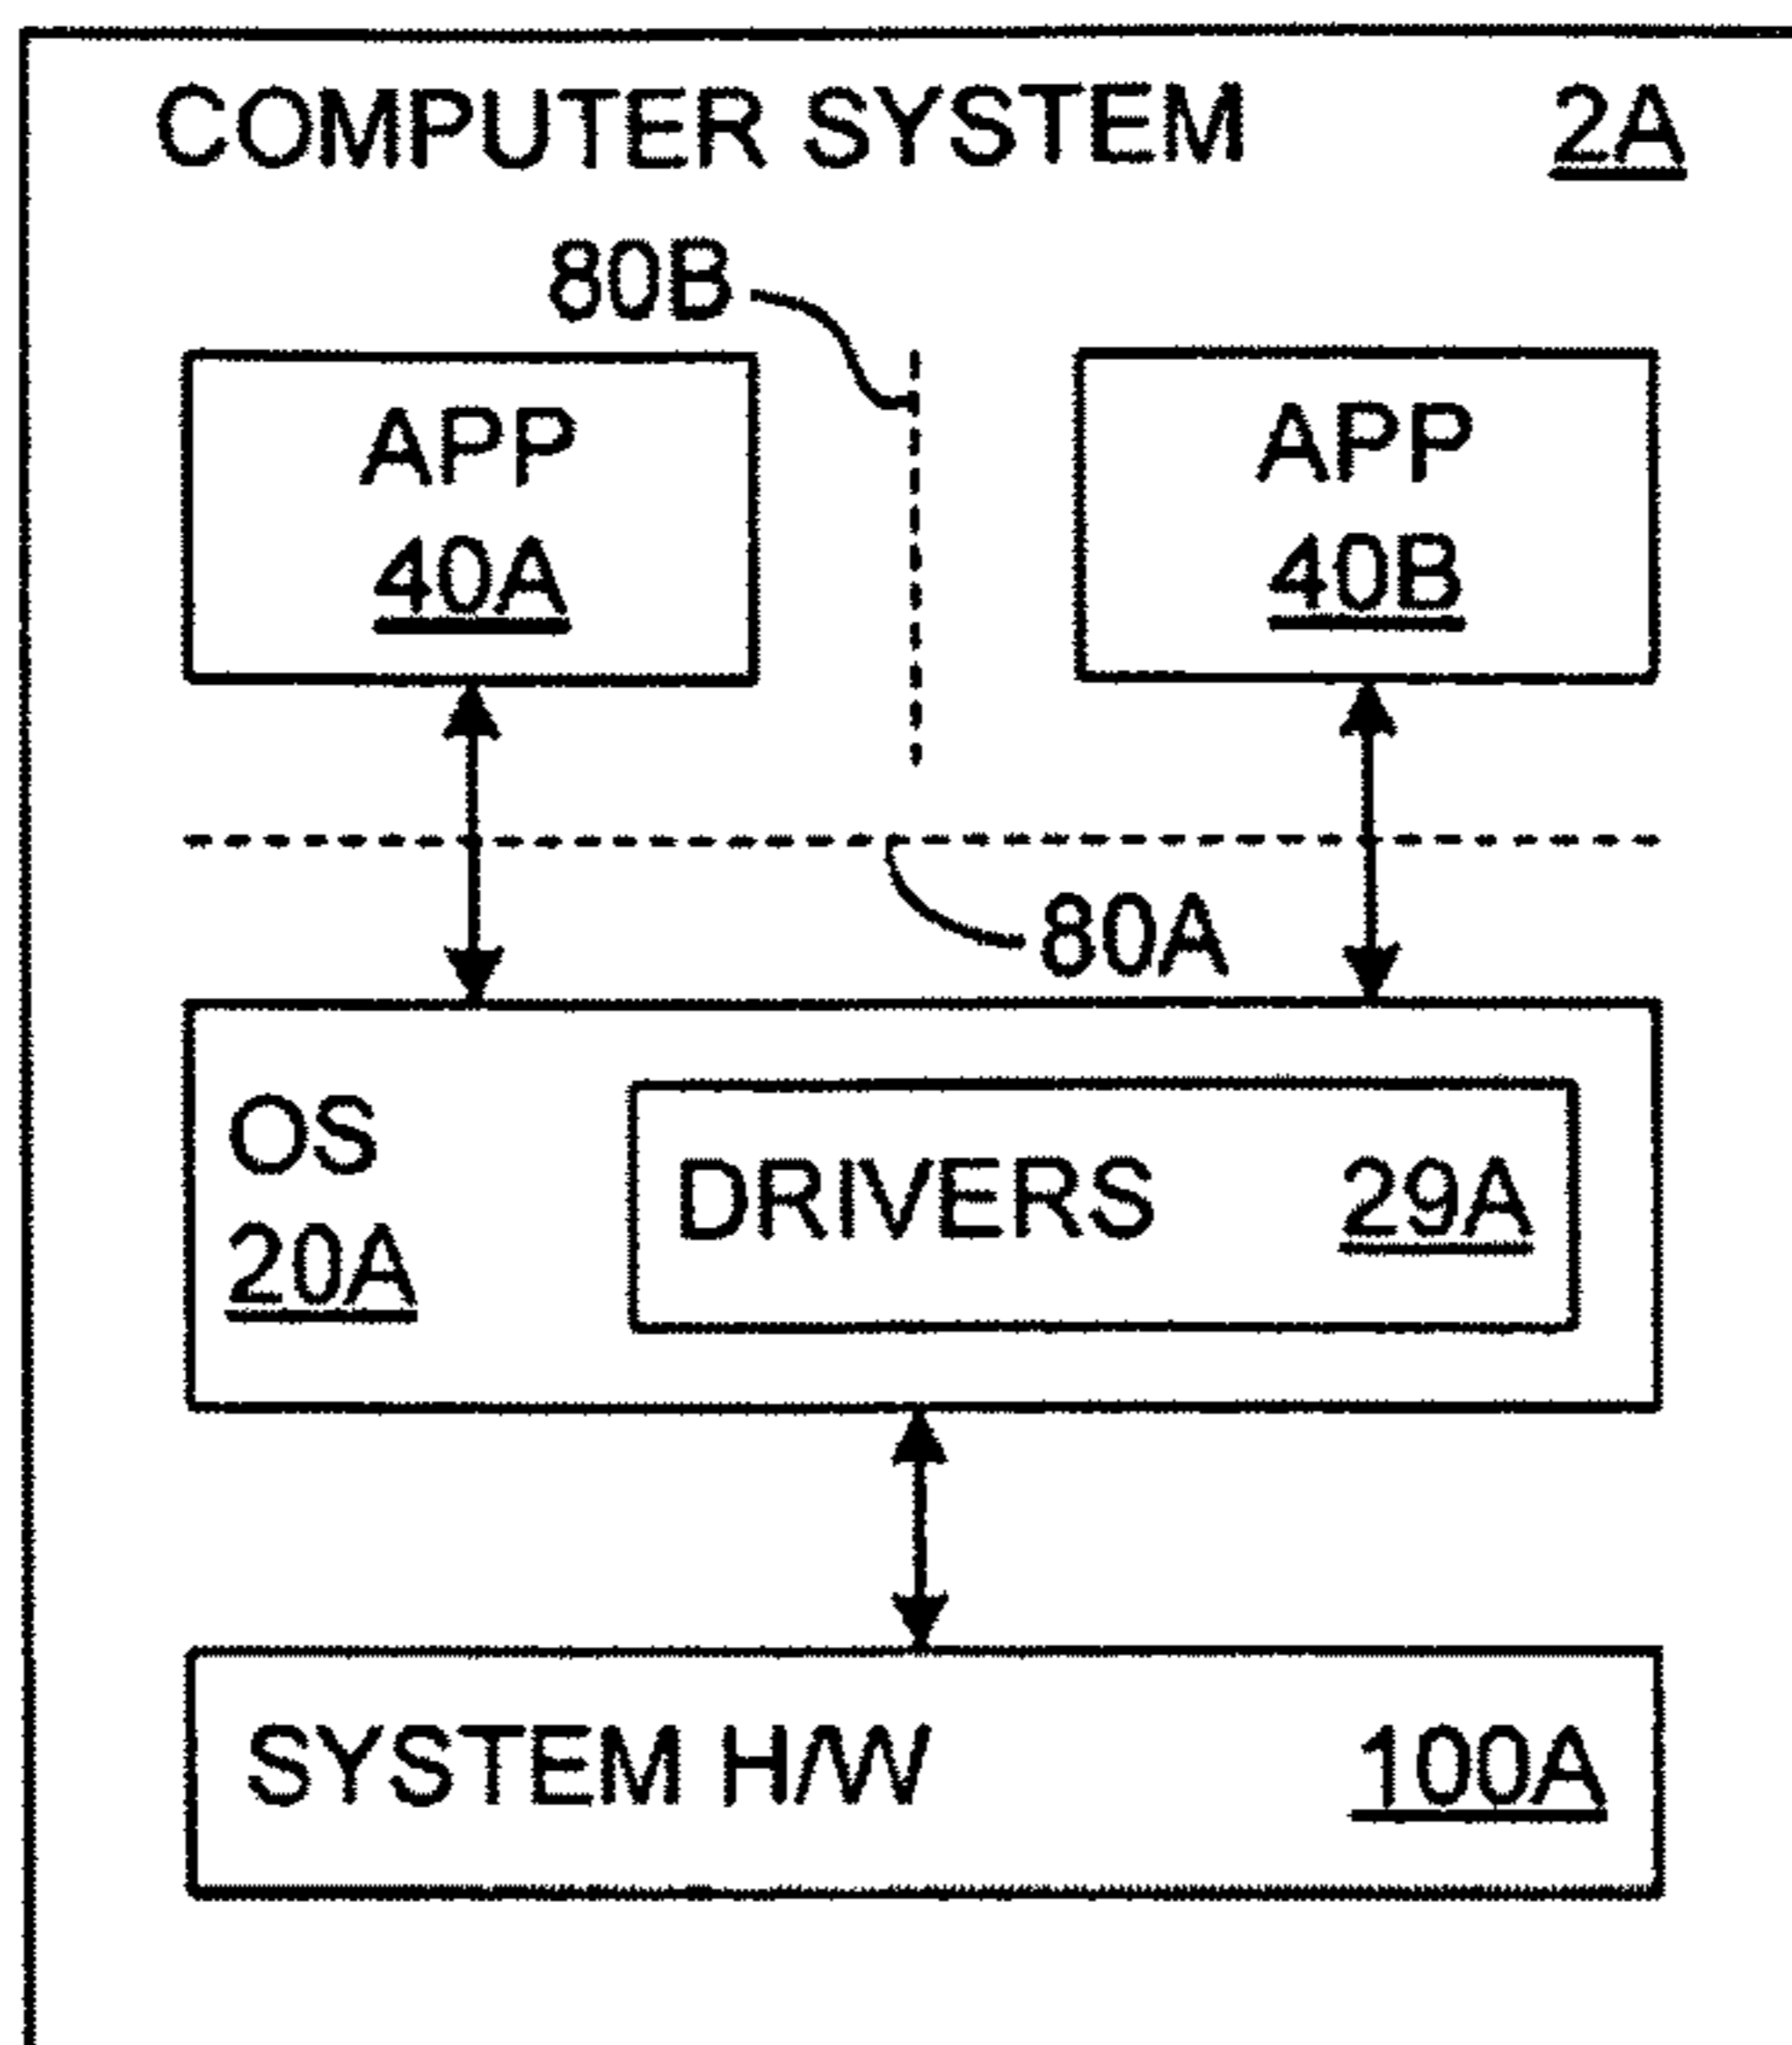 COMPUTER SYSTEM 2A
80B
APP
40A
APP
40B
80A
OS
20A
DRIVERS 29A
SYSTEM H/W 100A